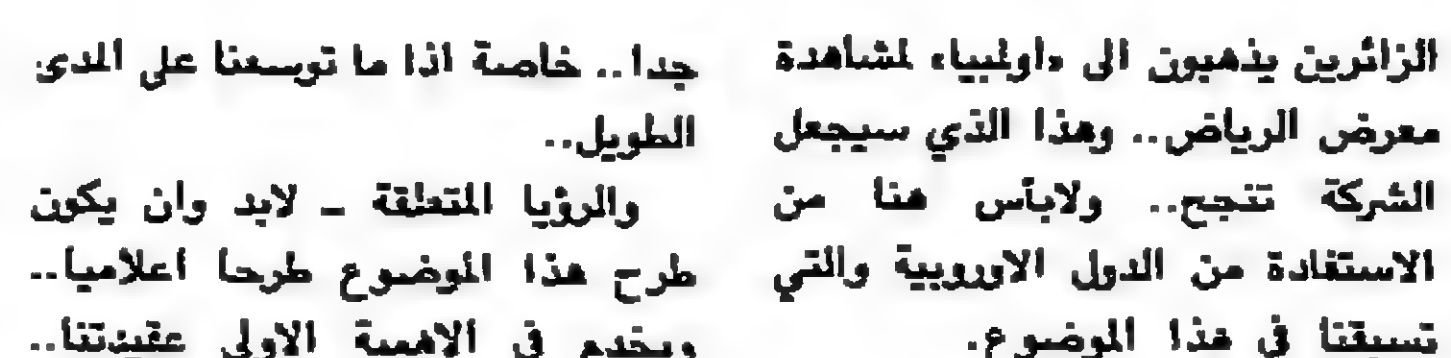 الزائرين يذهبون الى «اولمبيا» لمشاهدة
معرض الرياض.. وهذا الذي سيجعل
الشركة تنجح.. ولابأس هنا من
الاستفادة من الدول الاوروبية والتي
تسبقنا في هذا الموضوع.
جدا.. خاصة اذا ما توسعنا على المدى
الطويل..
والرؤيا المتعلقة ـ لابد وان يكون
طرح هذا الموضوع طرحا اعلاميا..
ويخدم في الاهمية الاولى عقيدتنا..